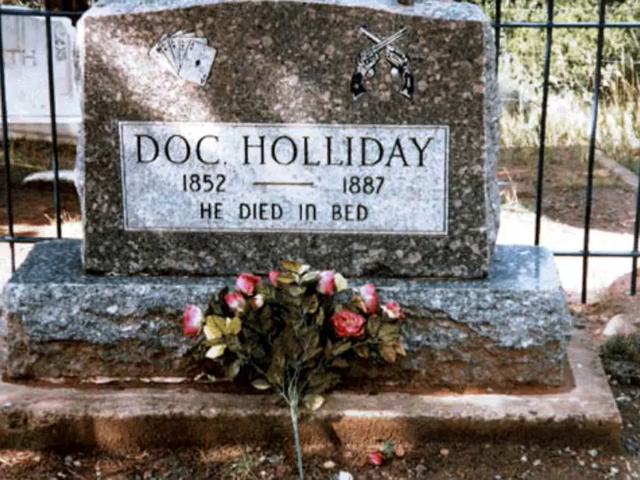 DOC. HOLLIDAY
1852 — 1887
HE DIED IN BED